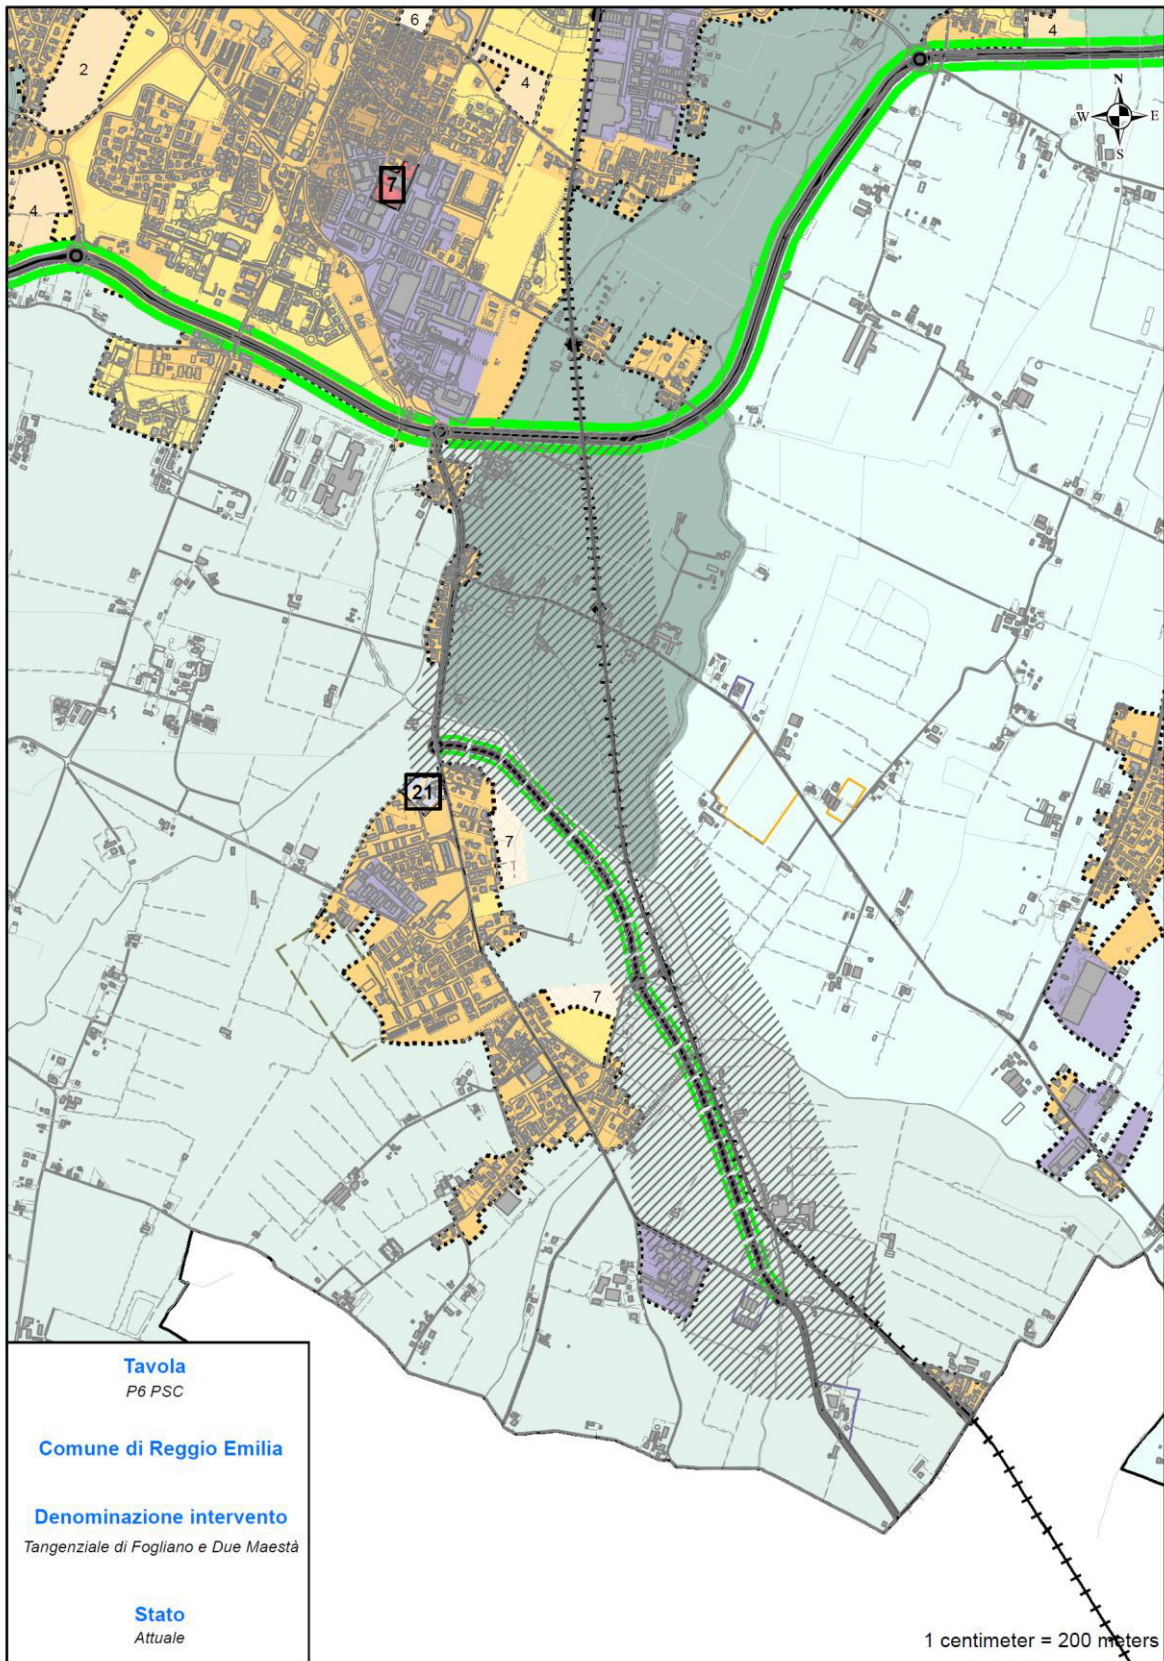 6
4
2
4
N
W E
S
7
4
21
7
7
Tavola
P6 PSC
Comune di Reggio Emilia
Denominazione intervento
Tangenziale di Fogliano e Due Maestà
Stato
Attuale
1 centimeter = 200 meters